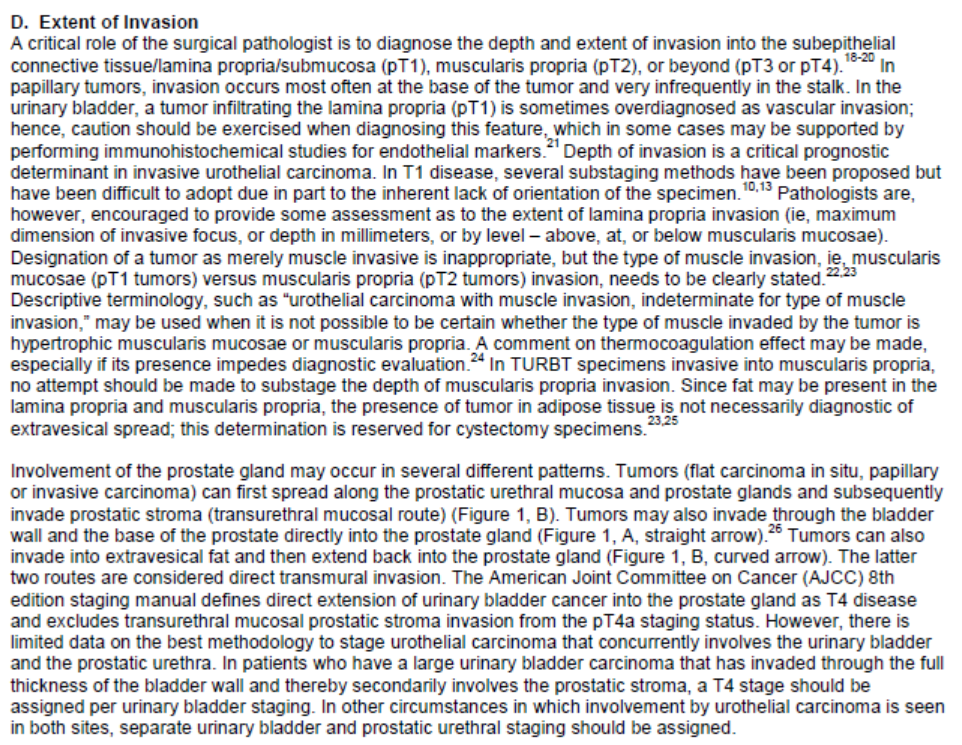 D. Extent of Invasion
A critical role of the surgical pathologist is to diagnose the depth and extent of invasion into the subepithelial
connective tissue/lamina propria/submucosa (pT1), muscularis propria (pT2), or beyond (pT3 or pT4).18-20 In
papillary tumors, invasion occurs most often at the base of the tumor and very infrequently in the stalk. In the
urinary bladder, a tumor infiltrating the lamina propria (pT1) is sometimes overdiagnosed as vascular invasion;
hence, caution should be exercised when diagnosing this feature, which in some cases may be supported by
performing immunohistochemical studies for endothelial markers.21 Depth of invasion is a critical prognostic
determinant in invasive urothelial carcinoma. In T1 disease, several substaging methods have been proposed but
have been difficult to adopt due in part to the inherent lack of orientation of the specimen.10,13 Pathologists are,
however, encouraged to provide some assessment as to the extent of lamina propria invasion (ie, maximum
dimension of invasive focus, or depth in millimeters, or by level – above, at, or below muscularis mucosae).
Designation of a tumor as merely muscle invasive is inappropriate, but the type of muscle invasion, ie, muscularis
mucosae (pT1 tumors) versus muscularis propria (pT2 tumors) invasion, needs to be clearly stated.22,23
Descriptive terminology, such as “urothelial carcinoma with muscle invasion, indeterminate for type of muscle
invasion,” may be used when it is not possible to be certain whether the type of muscle invaded by the tumor is
hypertrophic muscularis mucosae or muscularis propria. A comment on thermocoagulation effect may be made,
especially if its presence impedes diagnostic evaluation.24 In TURBT specimens invasive into muscularis propria,
no attempt should be made to substage the depth of muscularis propria invasion. Since fat may be present in the
lamina propria and muscularis propria, the presence of tumor in adipose tissue is not necessarily diagnostic of
extravesical spread; this determination is reserved for cystectomy specimens.23,25
Involvement of the prostate gland may occur in several different patterns. Tumors (flat carcinoma in situ, papillary
or invasive carcinoma) can first spread along the prostatic urethral mucosa and prostate glands and subsequently
invade prostatic stroma (transurethral mucosal route) (Figure 1, B). Tumors may also invade through the bladder
wall and the base of the prostate directly into the prostate gland (Figure 1, A, straight arrow).26 Tumors can also
invade into extravesical fat and then extend back into the prostate gland (Figure 1, B, curved arrow). The latter
two routes are considered direct transmural invasion. The American Joint Committee on Cancer (AJCC) 8th
edition staging manual defines direct extension of urinary bladder cancer into the prostate gland as T4 disease
and excludes transurethral mucosal prostatic stroma invasion from the pT4a staging status. However, there is
limited data on the best methodology to stage urothelial carcinoma that concurrently involves the urinary bladder
and the prostatic urethra. In patients who have a large urinary bladder carcinoma that has invaded through the full
thickness of the bladder wall and thereby secondarily involves the prostatic stroma, a T4 stage should be
assigned per urinary bladder staging. In other circumstances in which involvement by urothelial carcinoma is seen
in both sites, separate urinary bladder and prostatic urethral staging should be assigned.